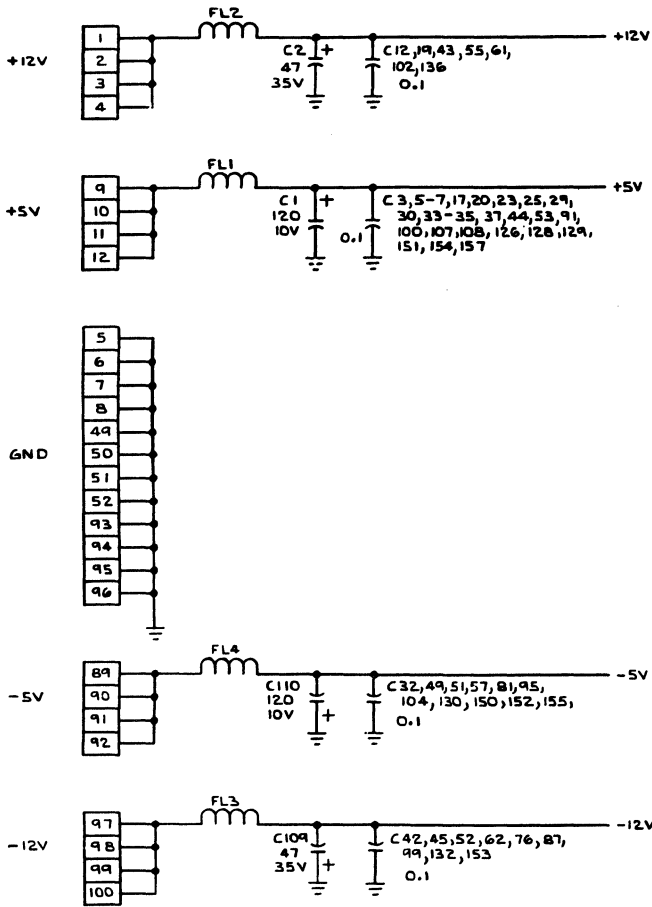 +12V
1
2
3
4
FL2
C2
47
35V
+
C12,19,43,55,61,
102,136
0.1
+12V
+5V
9
10
11
12
FL1
C1
120
10V
+
0.1
C3,5-7,17,20,23,25,29,
30,33-35,37,44,53,91,
100,107,108,126,128,129,
151,154,157
+5V
GND
5
6
7
8
49
50
51
52
93
94
95
96
-5V
89
90
91
92
FL4
C110
120
10V
+
C32,49,51,57,81,95,
104,130,150,152,155,
0.1
-5V
-12V
97
98
99
100
FL3
C109
47
35V
+
C42,45,52,62,76,87,
99,132,153
0.1
-12V